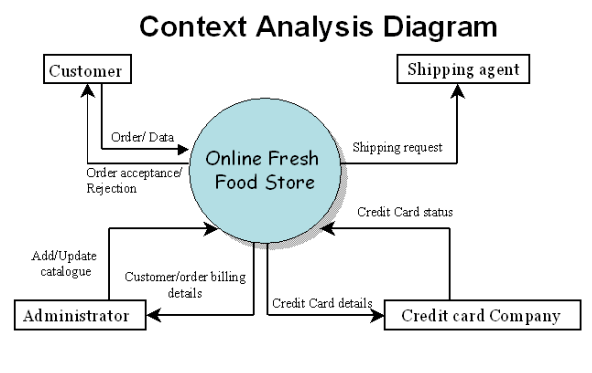 Context Analysis Diagram
Customer
Shipping agent
Order/ Data
Online Fresh
Food Store
Shipping request
Order acceptance/
Rejection
Credit Card status
Add/Update
catalogue
Customer/order billing
details
Credit Card details
Administrator
Credit card Company